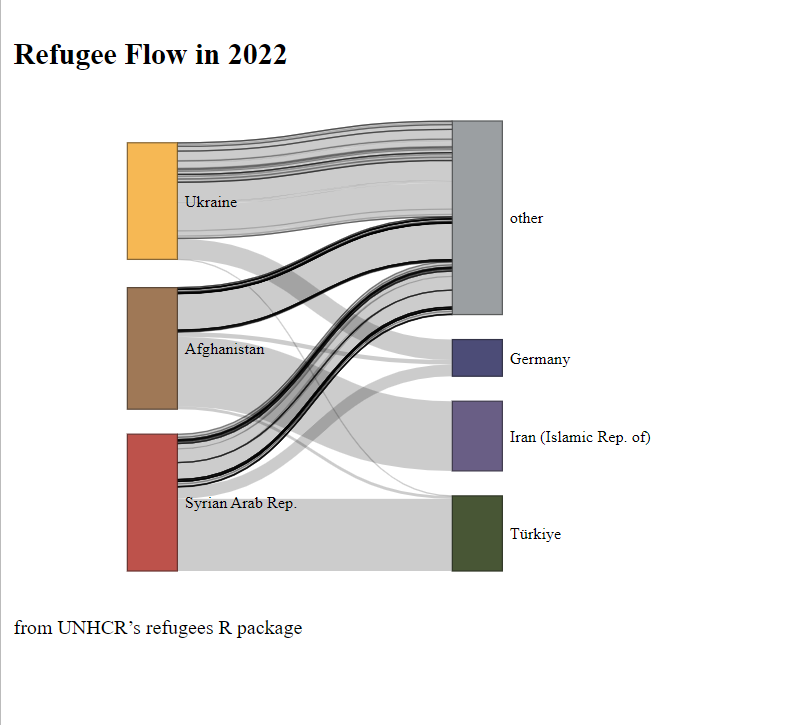 Refugee Flow in 2022
Ukraine
other
Afghanistan
Germany
Iran (Islamic Rep. of)
Syrian Arab Rep.
Türkiye
from UNHCR’s refugees R package